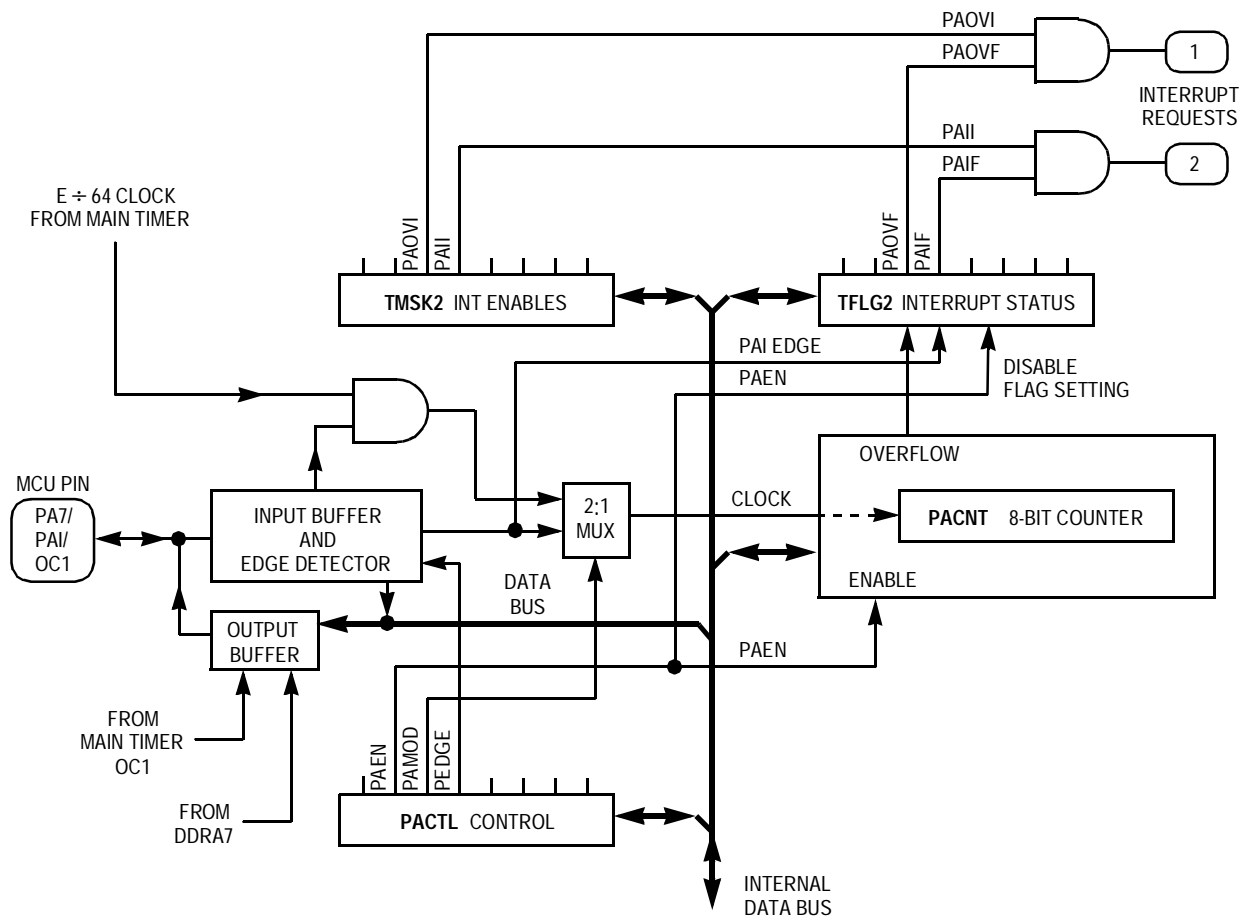 PAOVI
PAOVF
1
INTERRUPT
REQUESTS
PAII
PAIF
2
E ÷ 64 CLOCK
FROM MAIN TIMER
PAOVI
PAII
PAOVF
PAIF
TMSK2 INT ENABLES
TFLG2 INTERRUPT STATUS
PAI EDGE
PAEN
DISABLE
FLAG SETTING
OVERFLOW
MCU PIN
PA7/
PAI/
OC1
INPUT BUFFER
AND
EDGE DETECTOR
2:1
MUX
CLOCK
PACNT 8-BIT COUNTER
DATA
BUS
ENABLE
OUTPUT
BUFFER
PAEN
FROM
MAIN TIMER
OC1
PAEN
PAMOD
PEDGE
FROM
DDRA7
PACTL CONTROL
INTERNAL
DATA BUS